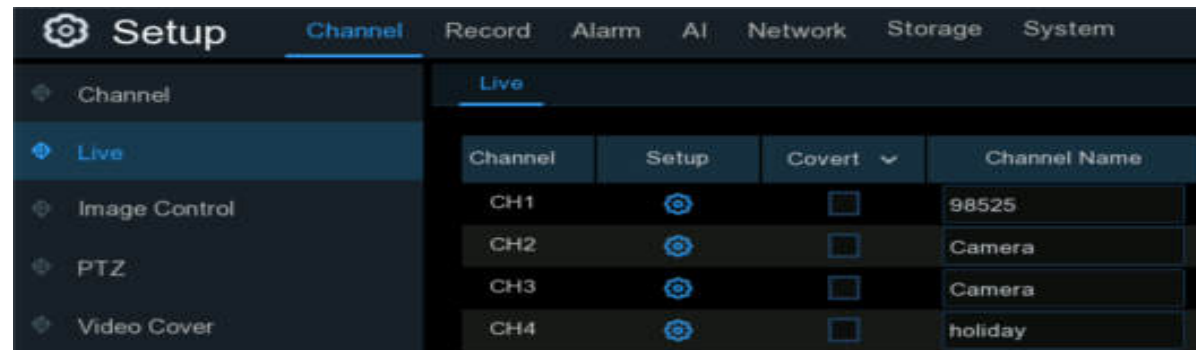 Setup Channel Record Alarm AI Network Storage System
Channel
Live
Image Control
PTZ
Video Cover
Live
Channel Setup Covert Channel Name
CH1 98525
CH2 Camera
CH3 Camera
CH4 holiday